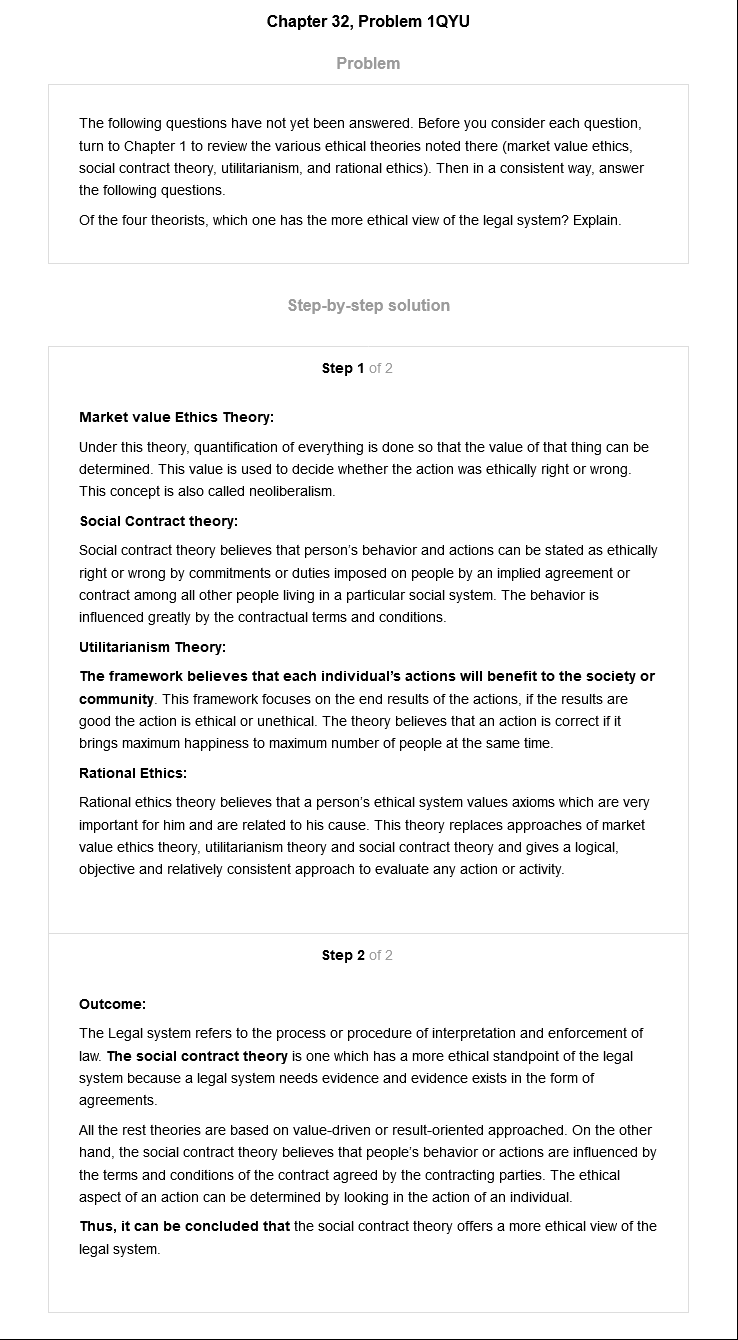 Chapter 32, Problem 1QYU
Problem
The following questions have not yet been answered. Before you consider each question,
turn to Chapter 1 to review the various ethical theories noted there (market value ethics,
social contract theory, utilitarianism, and rational ethics). Then in a consistent way, answer
the following questions.
Of the four theorists, which one has the more ethical view of the legal system? Explain.
Step-by-step solution
Step 1 of 2
Market value Ethics Theory:
Under this theory, quantification of everything is done so that the value of that thing can be
determined. This value is used to decide whether the action was ethically right or wrong.
This concept is also called neoliberalism.
Social Contract theory:
Social contract theory believes that person's behavior and actions can be stated as ethically
right or wrong by commitments or duties imposed on people by an implied agreement or
contract among all other people living in a particular social system. The behavior is
influenced greatly by the contractual terms and conditions.
Utilitarianism Theory:
The framework believes that each individual's actions will benefit to the society or
community. This framework focuses on the end results of the actions, if the results are
good the action is ethical or unethical. The theory believes that an action is correct if it
brings maximum happiness to maximum number of people at the same time.
Rational Ethics:
Rational ethics theory believes that a person's ethical system values axioms which are very
important for him and are related to his cause. This theory replaces approaches of market
value ethics theory, utilitarianism theory and social contract theory and gives a logical,
objective and relatively consistent approach to evaluate any action or activity.
Step 2 of 2
Outcome:
The Legal system refers to the process or procedure of interpretation and enforcement of
law. The social contract theory is one which has a more ethical standpoint of the legal
system because a legal system needs evidence and evidence exists in the form of
agreements.
All the rest theories are based on value-driven or result-oriented approached. On the other
hand, the social contract theory believes that people's behavior or actions are influenced by
the terms and conditions of the contract agreed by the contracting parties. The ethical
aspect of an action can be determined by looking in the action of an individual.
Thus, it can be concluded that the social contract theory offers a more ethical view of the
legal system.